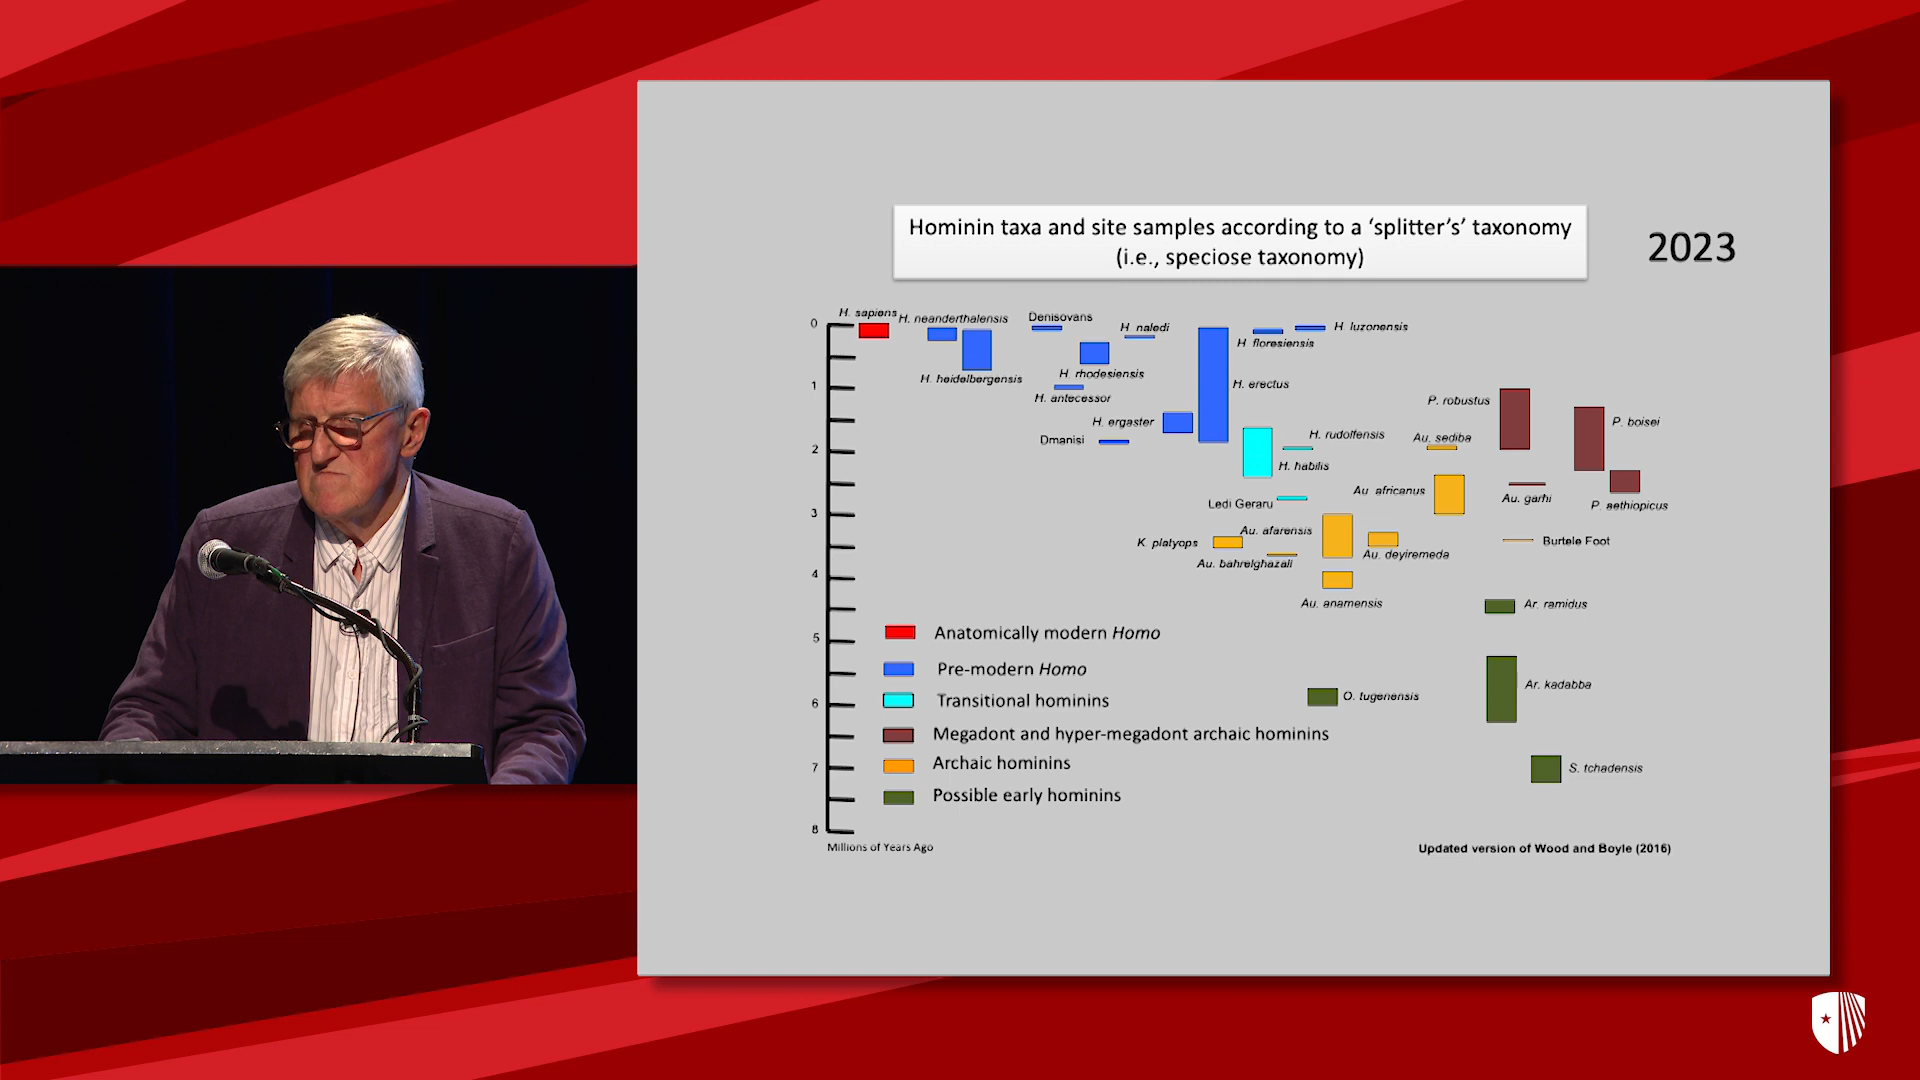 Hominin taxa and site samples according to a ‘splitter’s’ taxonomy
(i.e., speciose taxonomy)
2023
H. sapiens
H. neanderthalensis
Denisovans
H. naledi
H. luzonensis
H. floresiensis
H. heidelbergensis
H. rhodesiensis
H. antecessor
H. erectus
H. ergaster
Dmanisi
H. rudolfensis
H. habilis
Ledi Geraru
P. robustus
P. boisei
Au. sediba
Au. africanus
Au. garhi
P. aethiopicus
K. platyops
Au. afarensis
Au. bahrelghazali
Au. deyiremeda
Burtele Foot
Au. anamensis
Ar. ramidus
Ar. kadabba
O. tugenensis
S. tchadensis
0
1
2
3
4
5
6
7
8
Millions of Years Ago
Anatomically modern Homo
Pre-modern Homo
Transitional hominins
Megadont and hyper-megadont archaic hominins
Archaic hominins
Possible early hominins
Updated version of Wood and Boyle (2016)